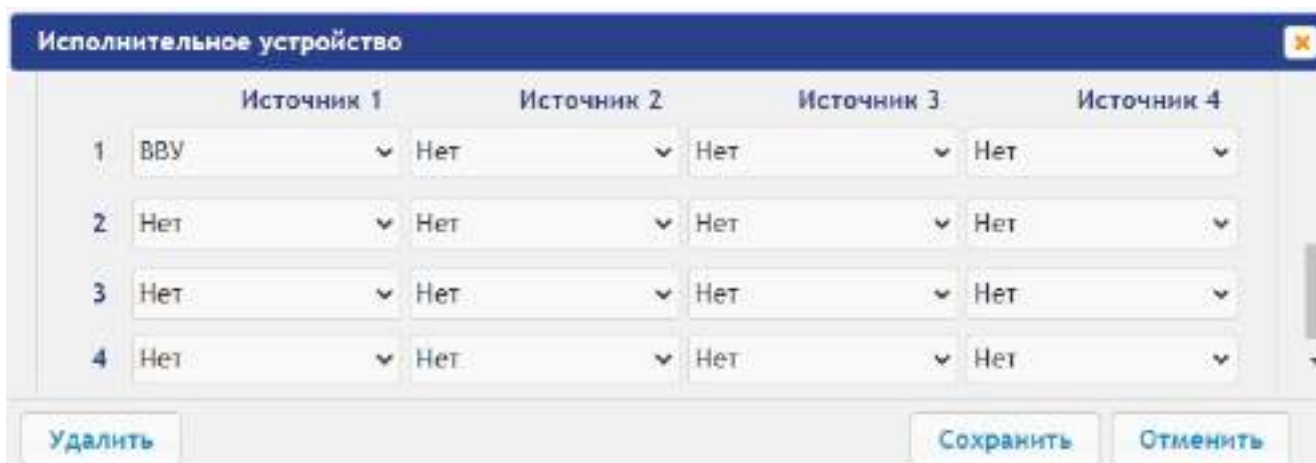 Исполнительное устройство
Источник 1 Источник 2 Источник 3 Источник 4
1 ВВУ Нет Нет Нет
2 Нет Нет Нет Нет
3 Нет Нет Нет Нет
4 Нет Нет Нет Нет
Удалить Сохранить Отменить